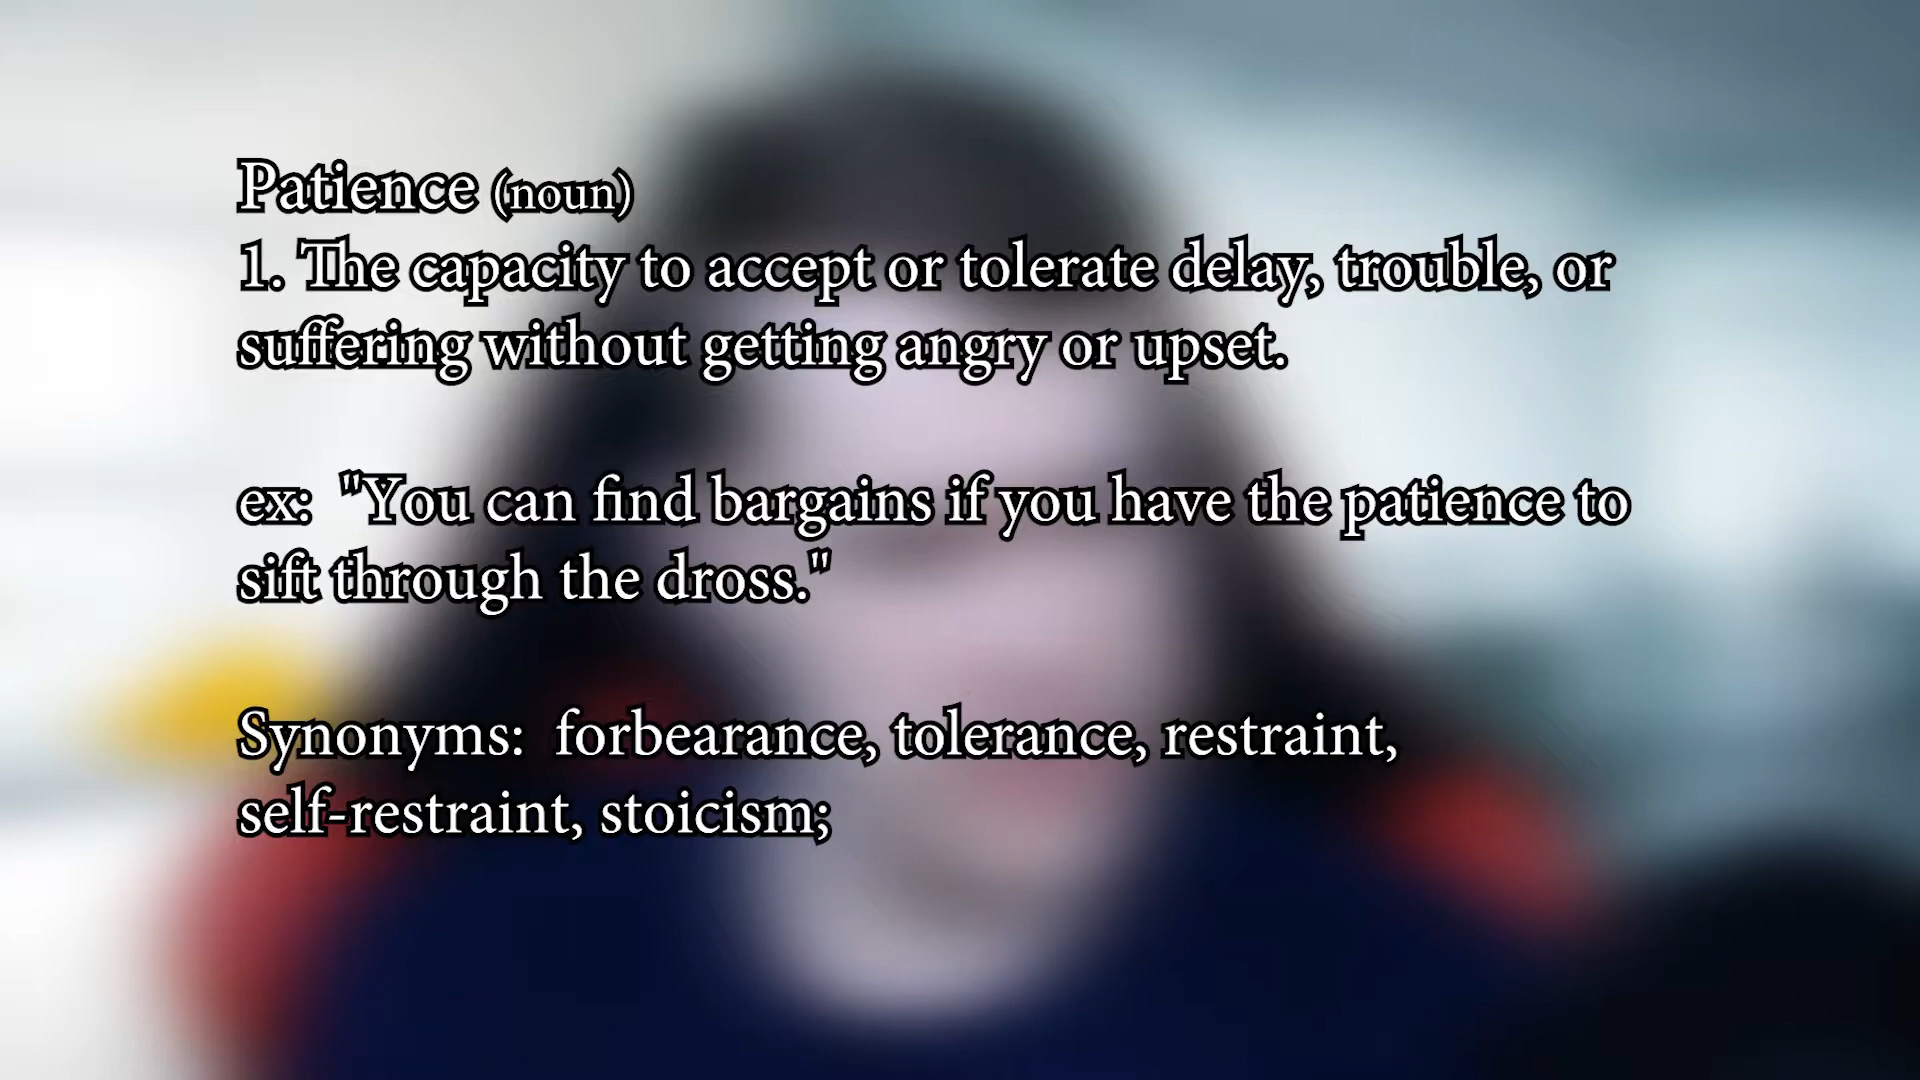 Patience (noun)
1. The capacity to accept or tolerate delay, trouble, or
suffering without getting angry or upset.
ex:  "You can find bargains if you have the patience to
sift through the dross."
Synonyms:  forbearance, tolerance, restraint,
self-restraint, stoicism;